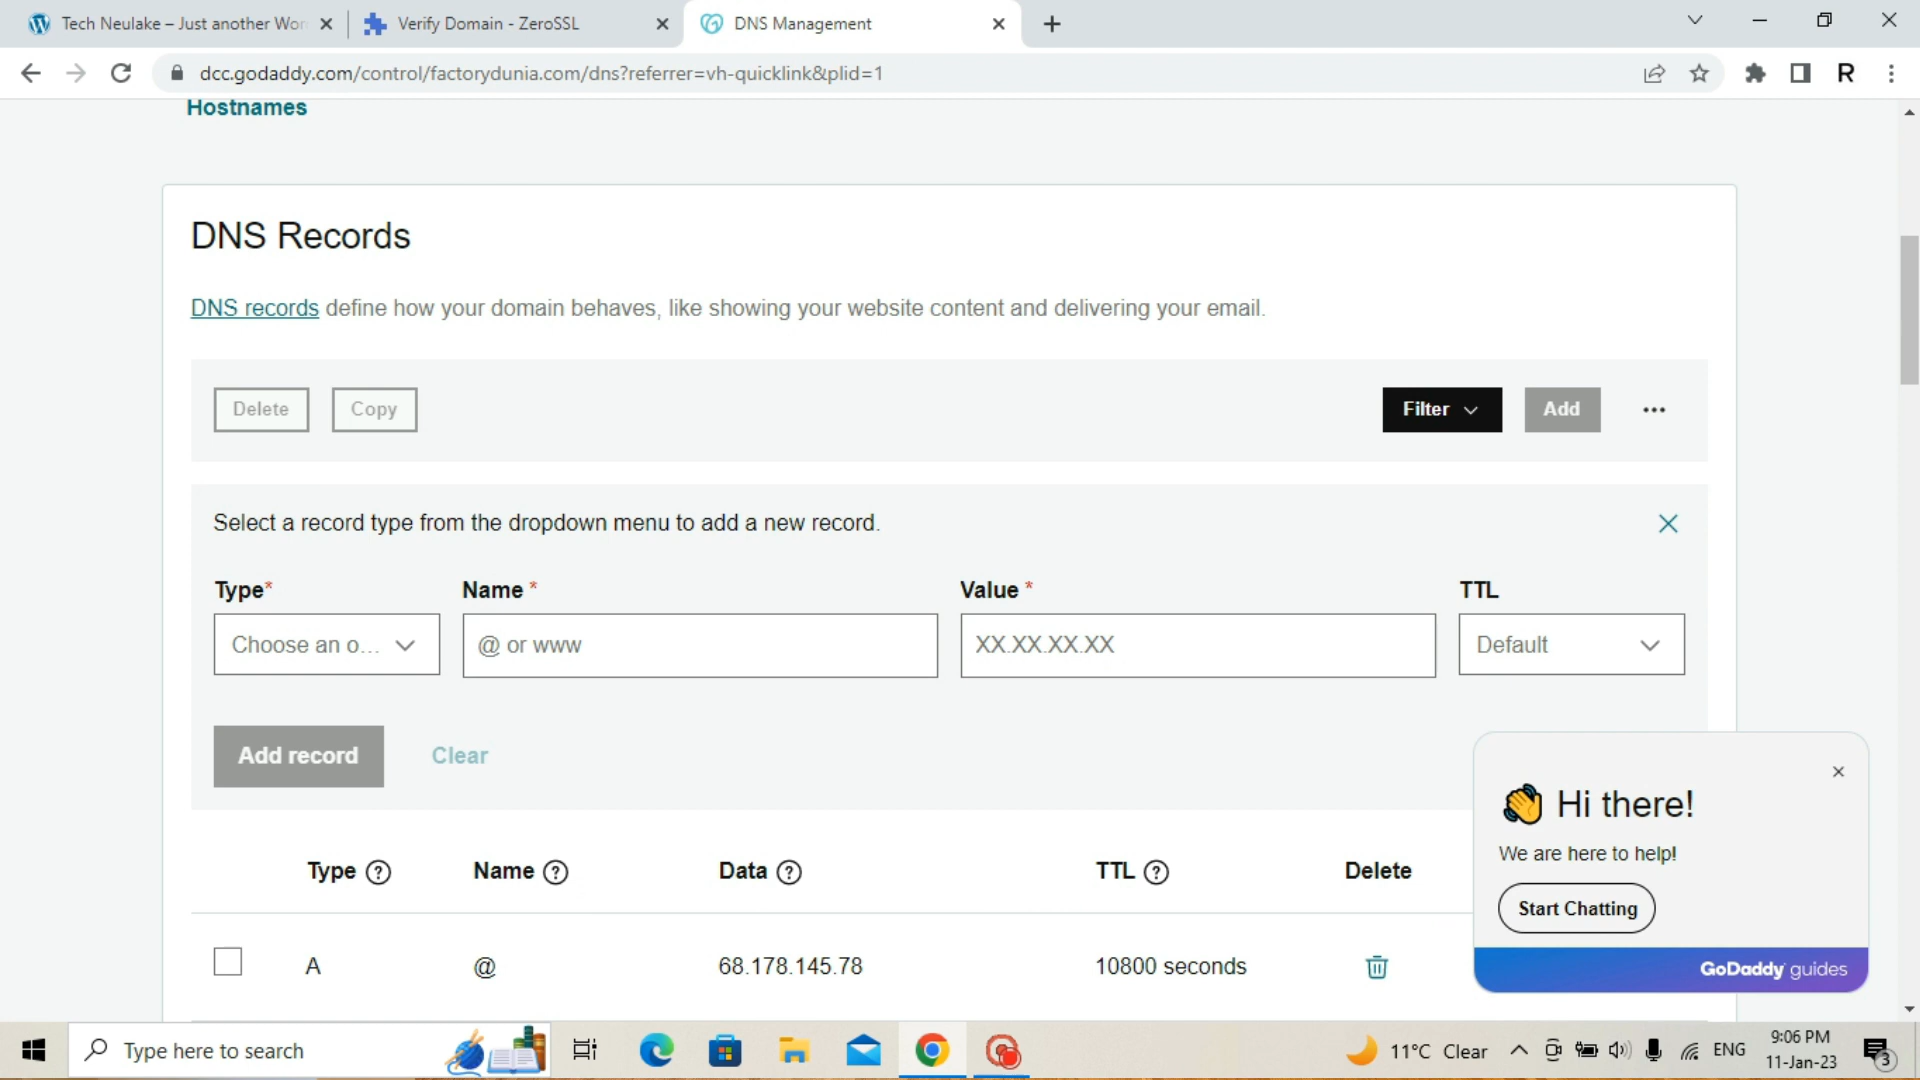 Tech Neulake – Just another Wor
Verify Domain - ZeroSSL
DNS Management
dcc.godaddy.com/control/factorydunia.com/dns?referrer=vh-quicklink&plid=1
R
Hostnames
DNS Records
DNS records define how your domain behaves, like showing your website content and delivering your email.
Delete
Copy
Filter
Add
Select a record type from the dropdown menu to add a new record.
Type*
Name *
Value *
TTL
Choose an o...
@ or www
XX.XX.XX.XX
Default
Add record
Clear
Hi there!
We are here to help!
Start Chatting
GoDaddy guides
Type ?
Name ?
Data ?
TTL ?
Delete
A
@
68.178.145.78
10800 seconds
Type here to search
11°C Clear
ENG
9:06 PM
11-Jan-23
3